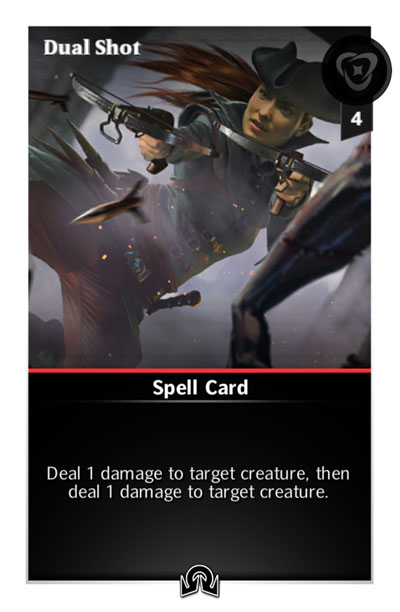 Dual Shot
4
Spell Card
Deal 1 damage to target creature, then
deal 1 damage to target creature.